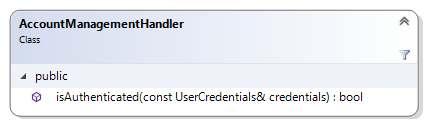 AccountManagementHandler
Class
public
isAuthenticated(const UserCredentials& credentials) : bool